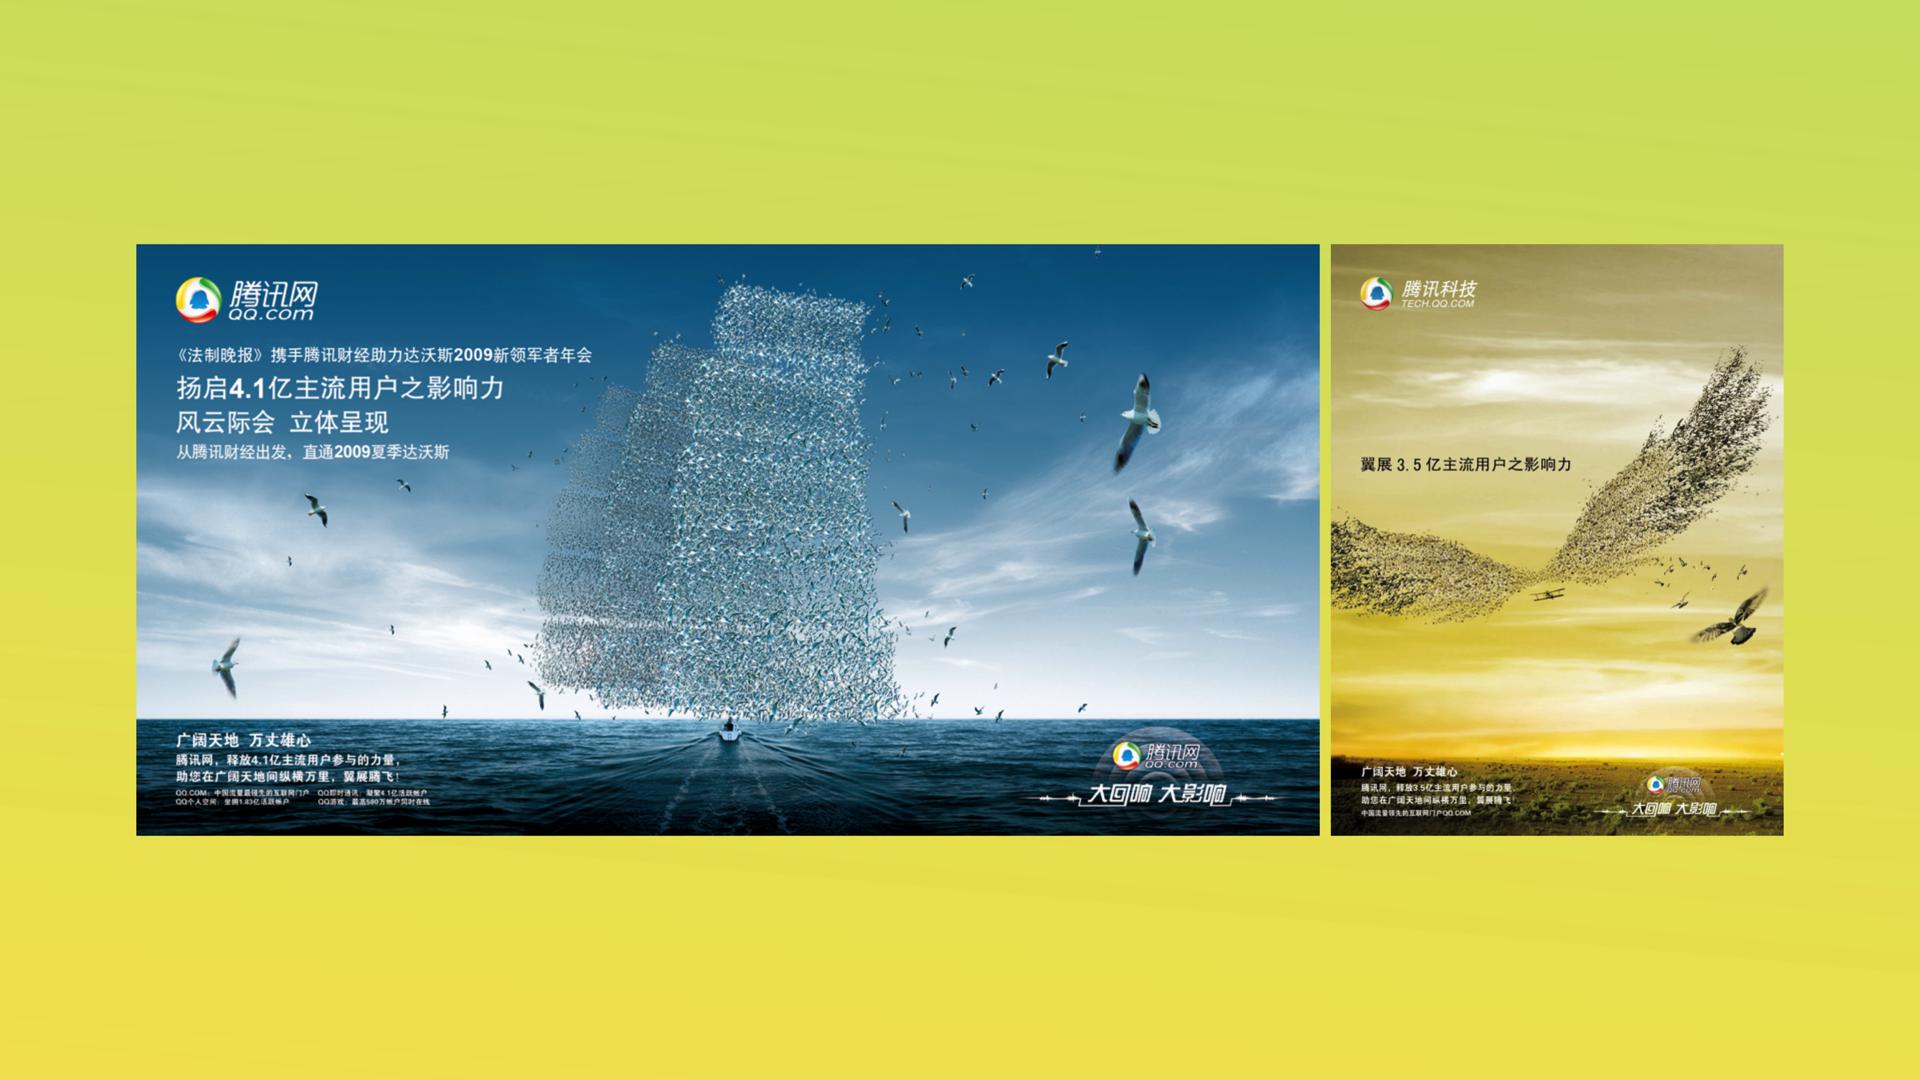 腾讯网
QQ.com
《法制晚报》携手腾讯财经助力达沃斯2009新领军者年会
扬启4.1亿主流用户之影响力
风云际会 立体呈现
从腾讯财经出发，直通2009夏季达沃斯
广阔天地 万丈雄心
腾讯网，释放4.1亿主流用户参与的力量，
助您在广阔天地间纵横万里，翼展腾飞！
QQ.COM：中国流量最领先的互联网门户 QQ即时通讯：凝聚4.1亿活跃帐户
QQ个人空间：坐拥1.83亿活跃帐户 QQ游戏：最高580万帐户同时在线
腾讯网
QQ.com
大回响 大影响
腾讯科技
TECH.QQ.COM
翼展3.5亿主流用户之影响力
广阔天地 万丈雄心
腾讯网，释放3.5亿主流用户参与的力量
助您在广阔天地间纵横万里，翼展腾飞
中国流量领先的互联网门户QQ.COM
腾讯网
QQ.com
大回响 大影响